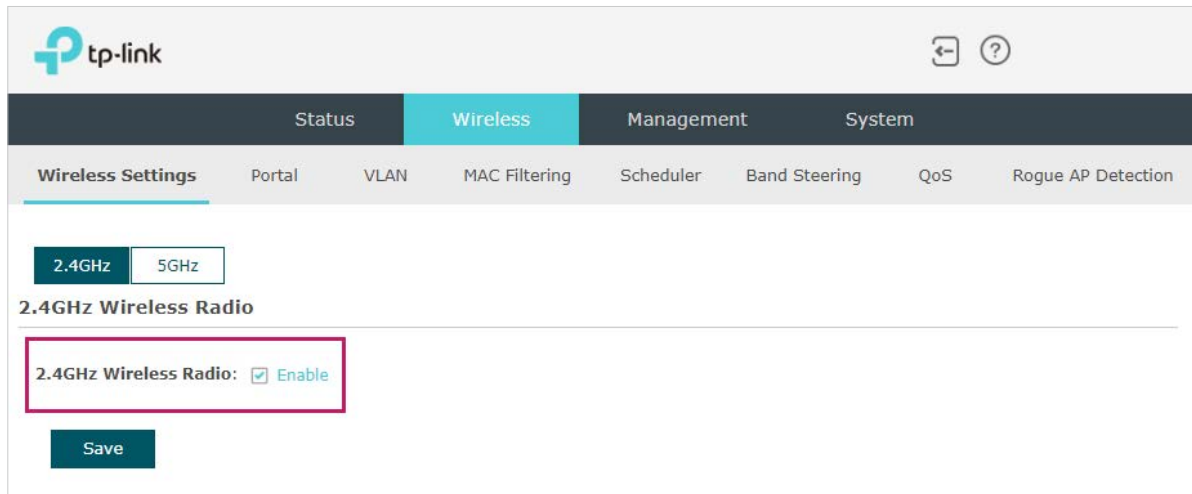 tp-link
?
Status Wireless Management System
Wireless Settings Portal VLAN MAC Filtering Scheduler Band Steering QoS Rogue AP Detection
2.4GHz 5GHz
2.4GHz Wireless Radio
2.4GHz Wireless Radio: Enable
Save